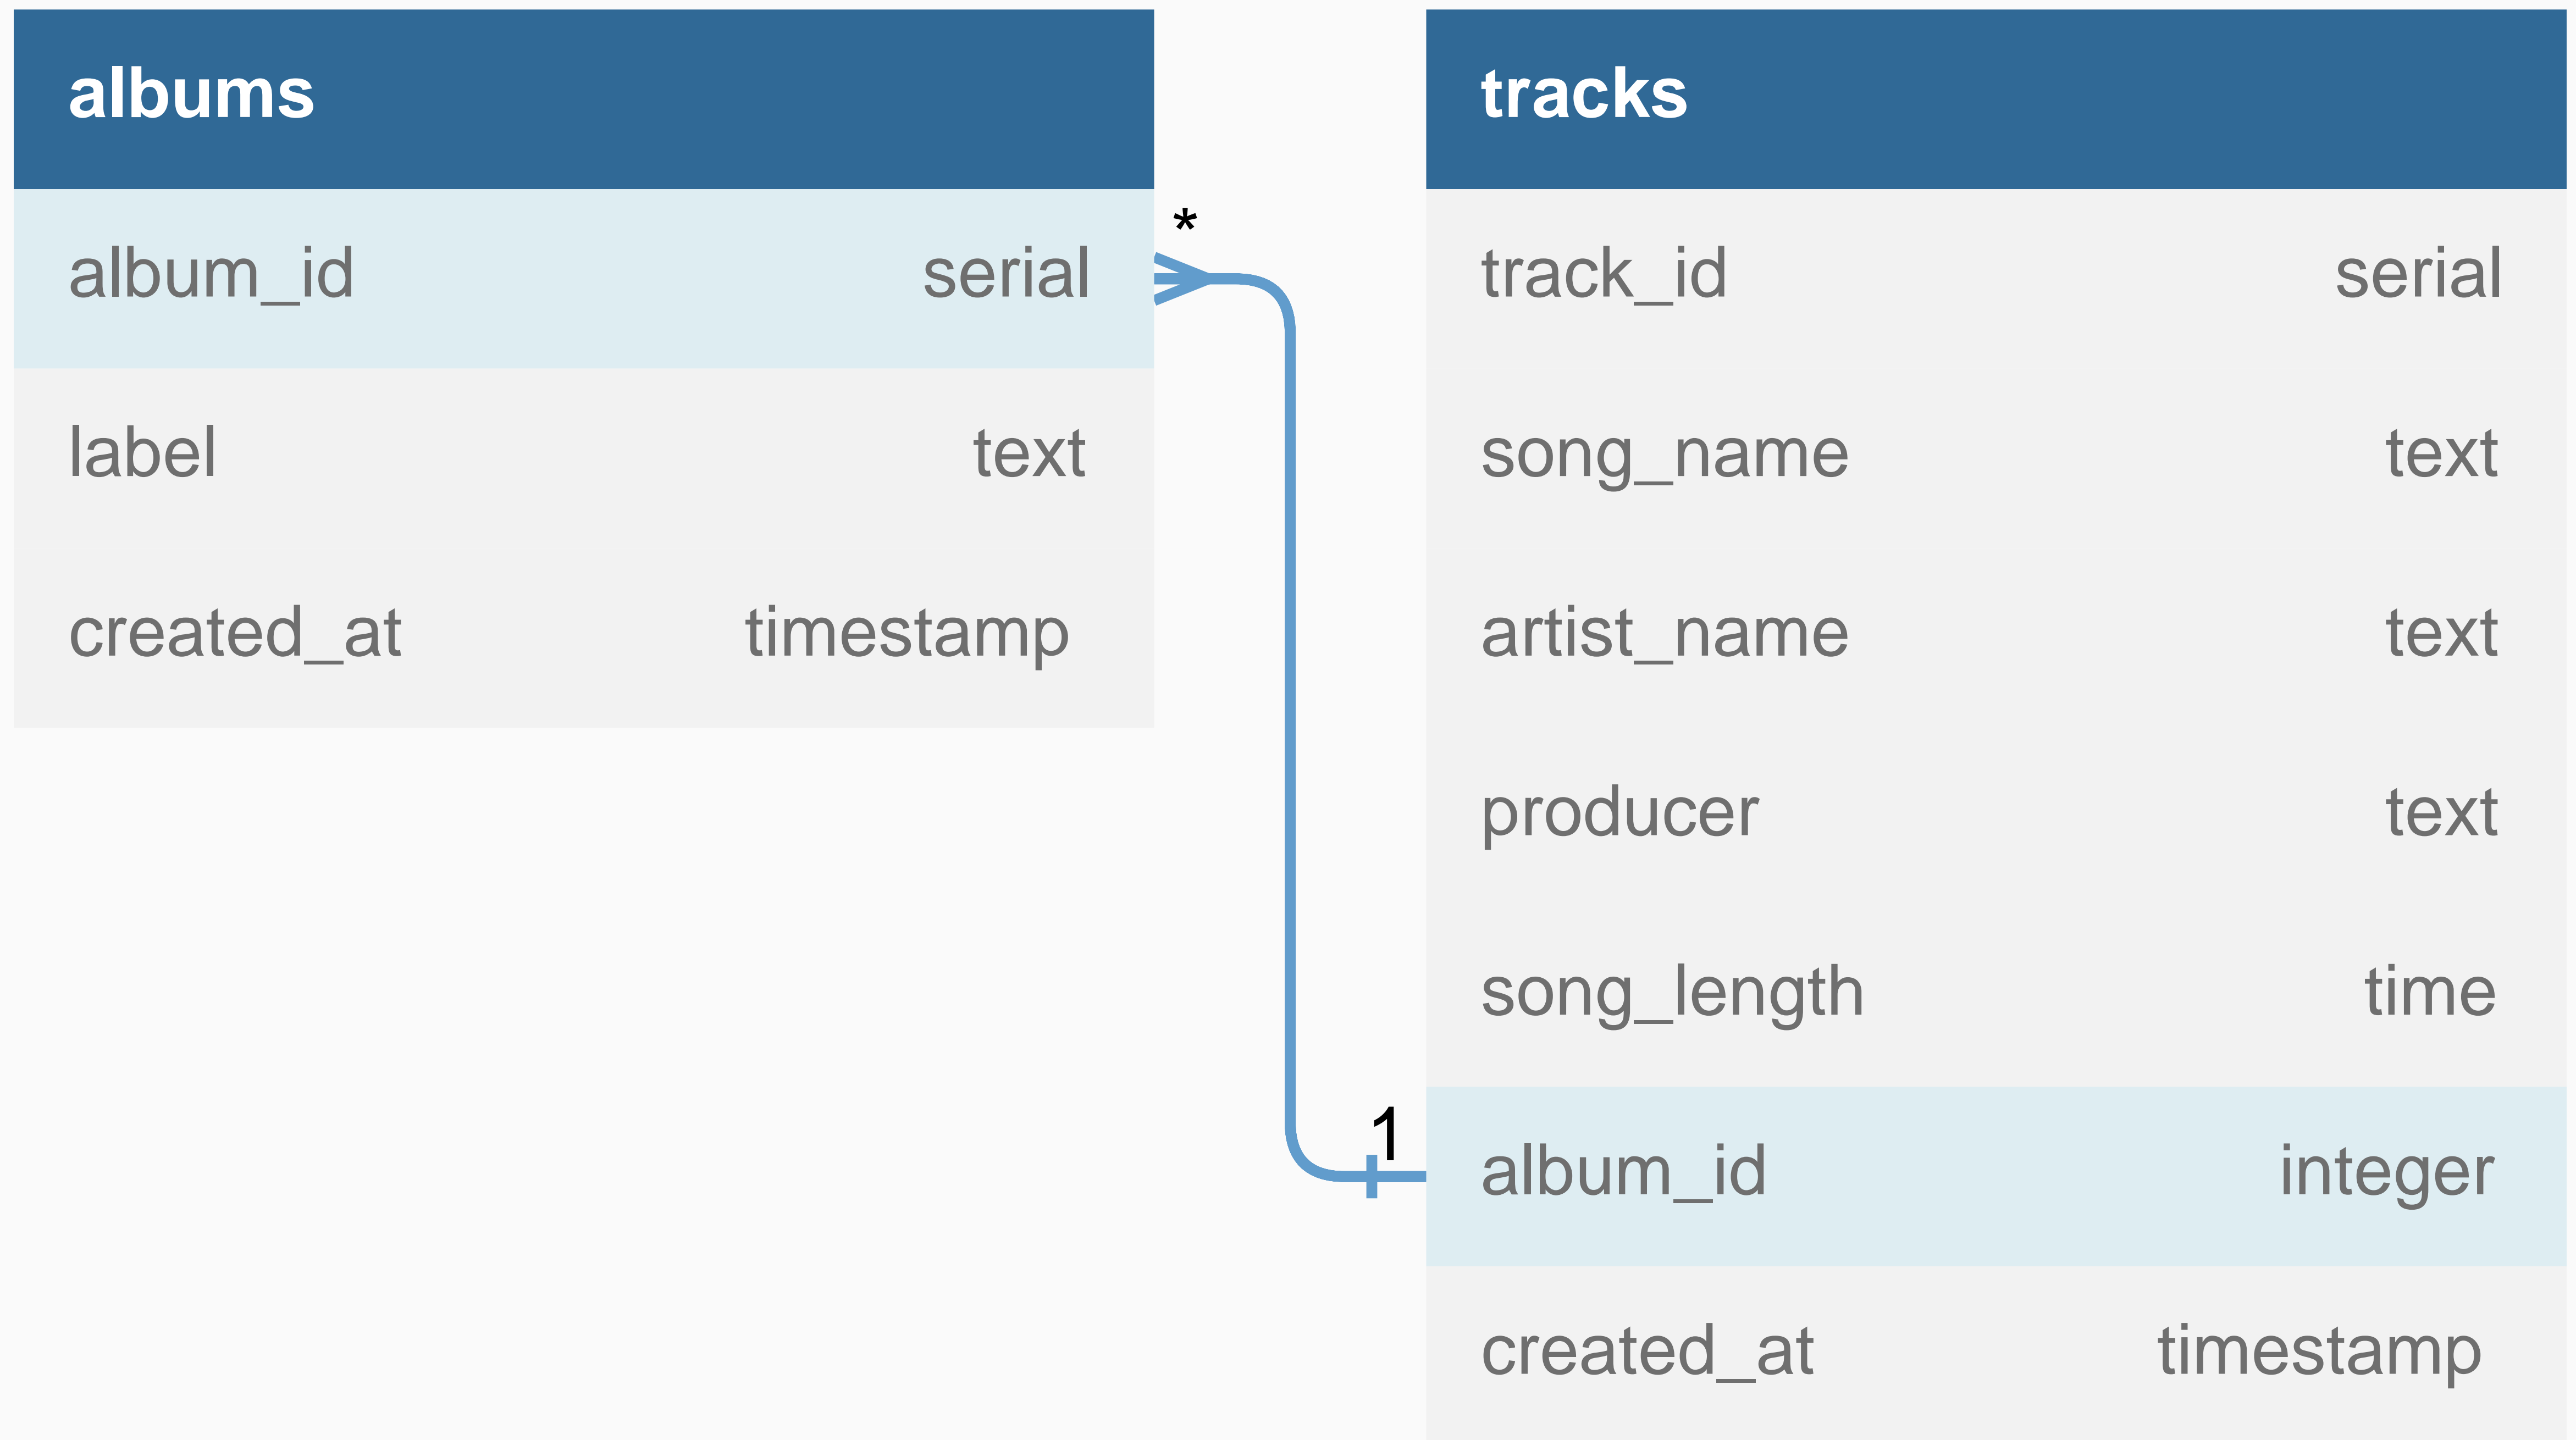 albums
album_id serial
label text
created_at timestamp
*
1
tracks
track_id serial
song_name text
artist_name text
producer text
song_length time
album_id integer
created_at timestamp